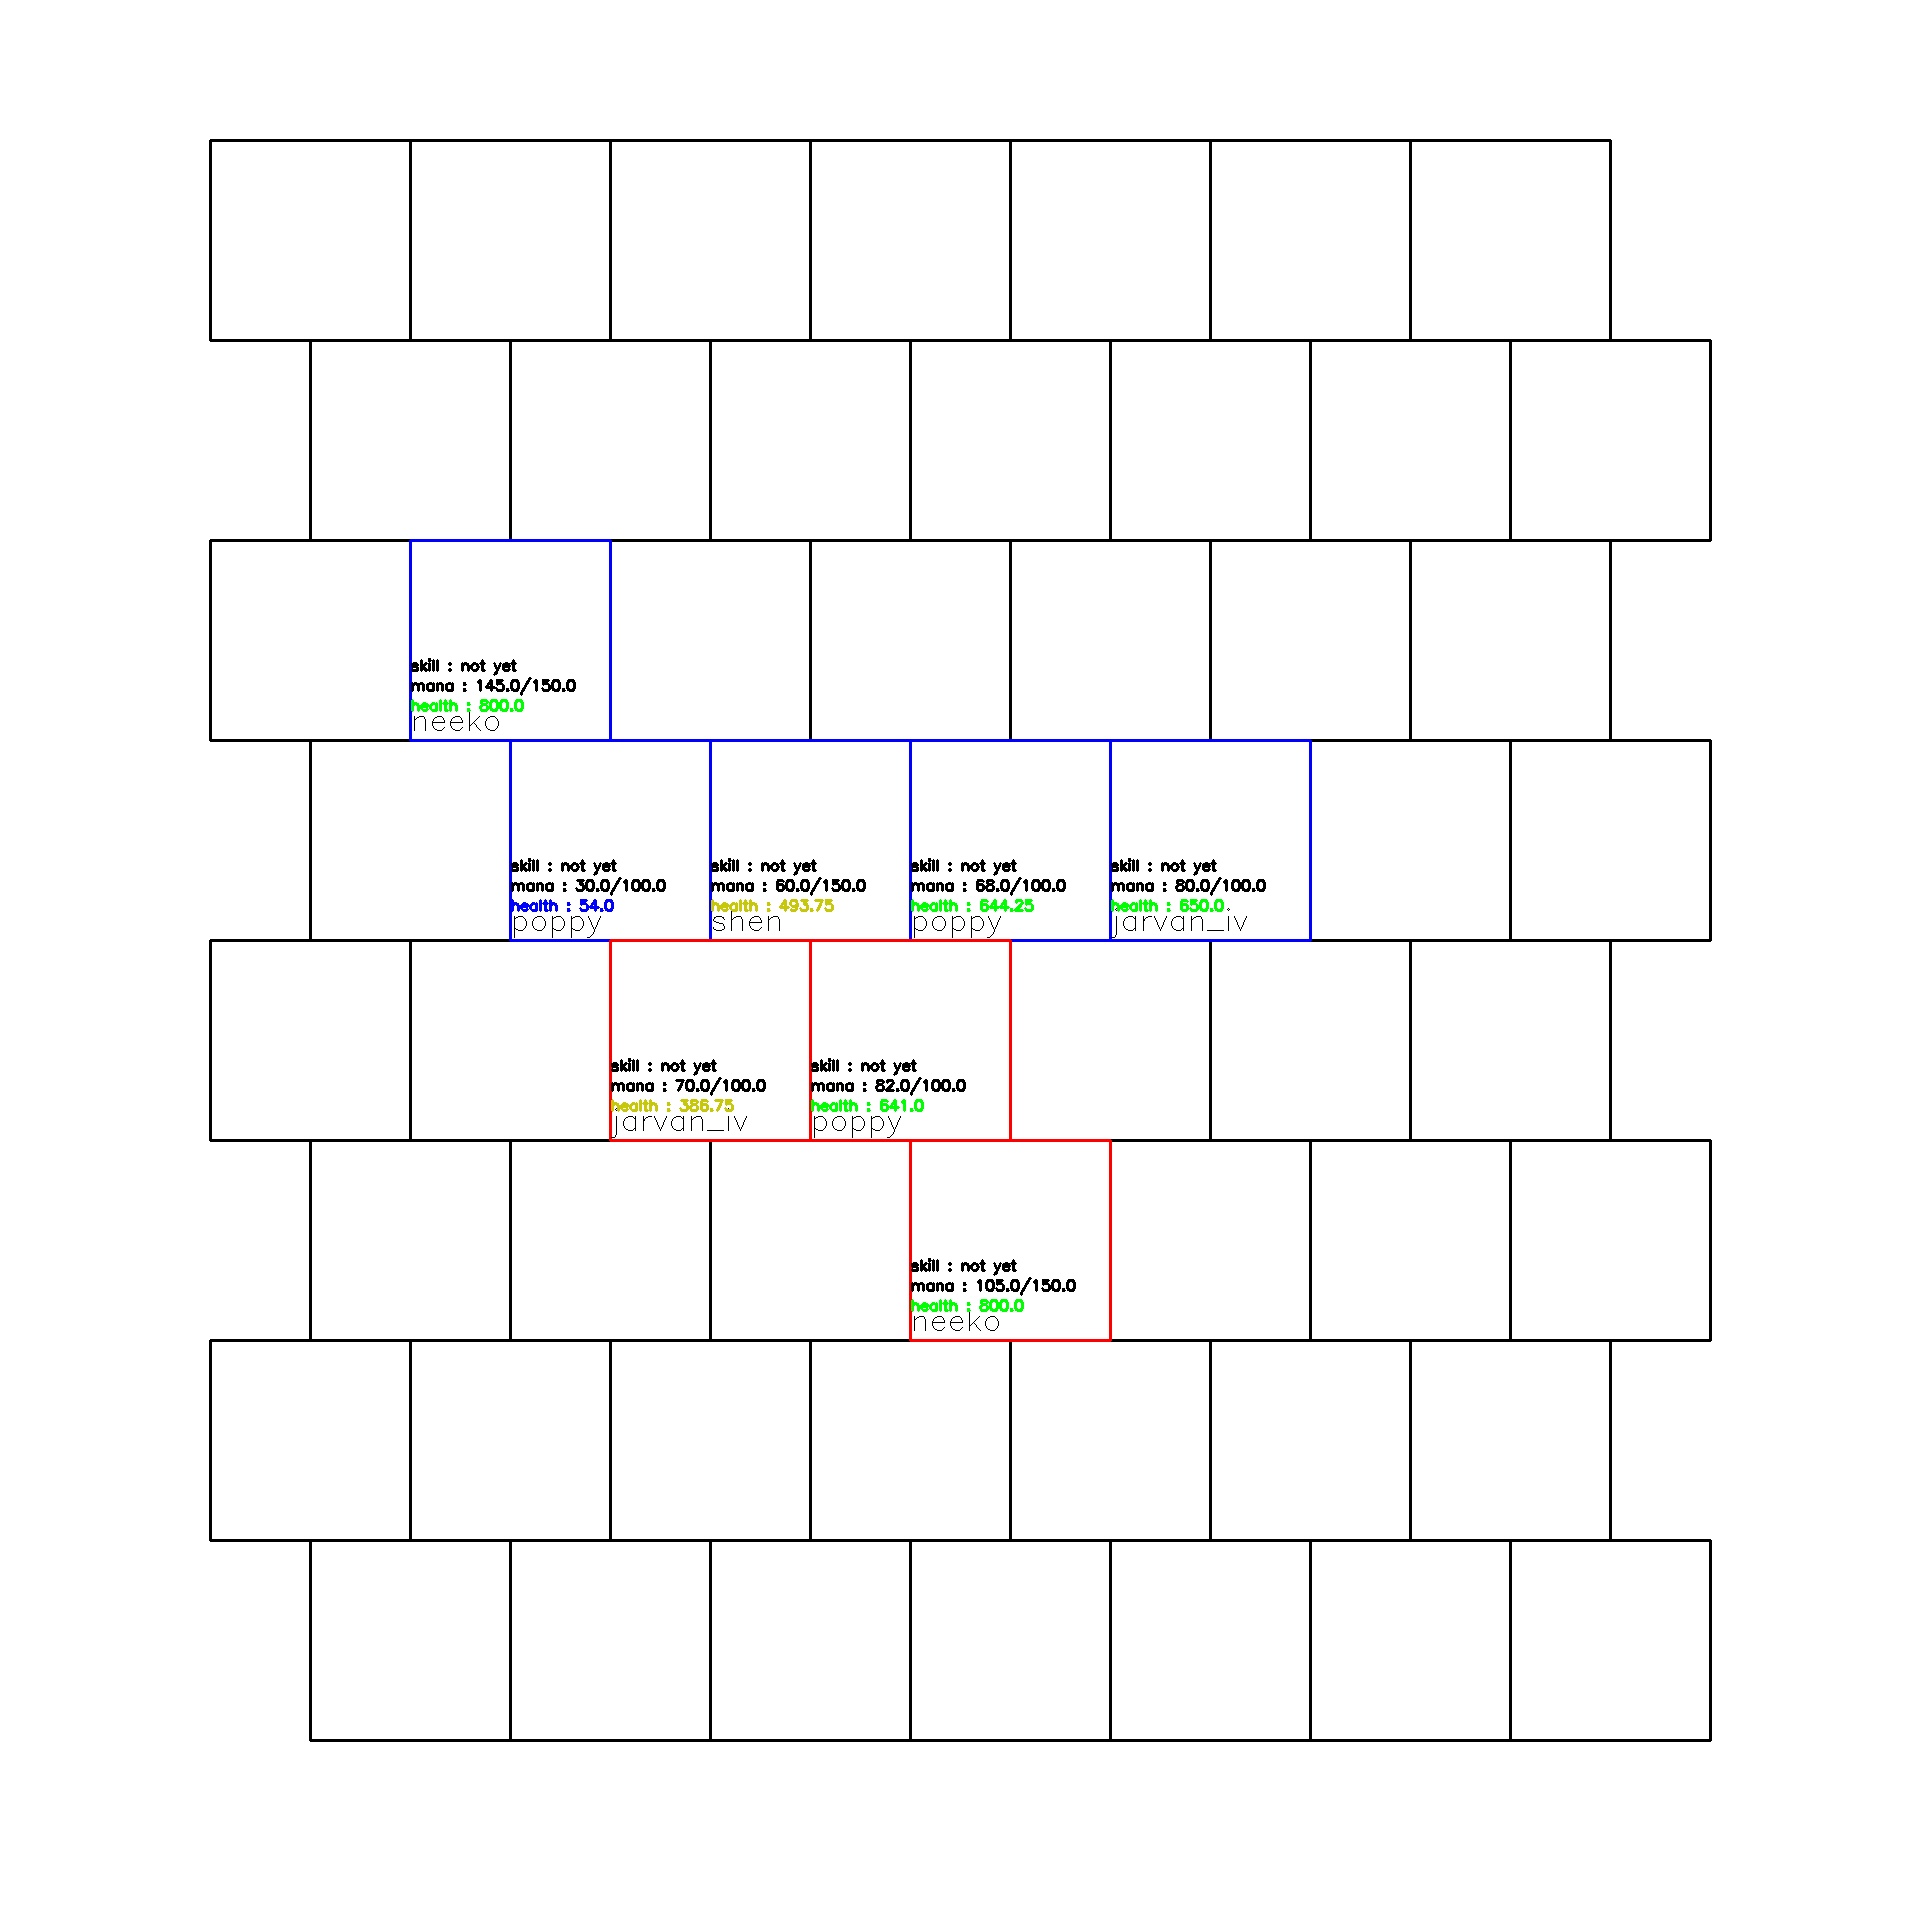 skill : not yet
mana : 145.0/150.0
health : 800.0
neeko
skill : not yet
mana : 30.0/100.0
health : 54.0
poppy
skill : not yet
mana : 60.0/150.0
health : 493.75
shen
skill : not yet
mana : 68.0/100.0
health : 644.25
poppy
skill : not yet
mana : 80.0/100.0
health : 650.0
jarvan_iv
skill : not yet
mana : 70.0/100.0
health : 386.75
jarvan_iv
skill : not yet
mana : 82.0/100.0
health : 641.0
poppy
skill : not yet
mana : 105.0/150.0
health : 800.0
neeko